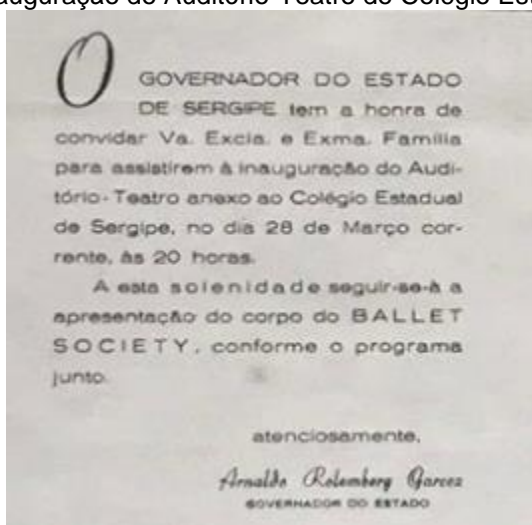 auguração do Auditório Teatro do Colégio Es
O GOVERNADOR DO ESTADO
DE SERGIPE tem a honra de
convidar Va. Excia. e Exma. Família
para assistirem à inauguração do Audi-
tório-Teatro anexo ao Colégio Estadual
de Sergipe, no dia 28 de Março cor-
rente, às 20 horas.
A esta solenidade seguir-se-à a
apresentação do corpo do BALLET
SOCIETY, conforme o programa
junto.
atenciosamente,
Arnaldo Rolemberg Garcez
GOVERNADOR DO ESTADO